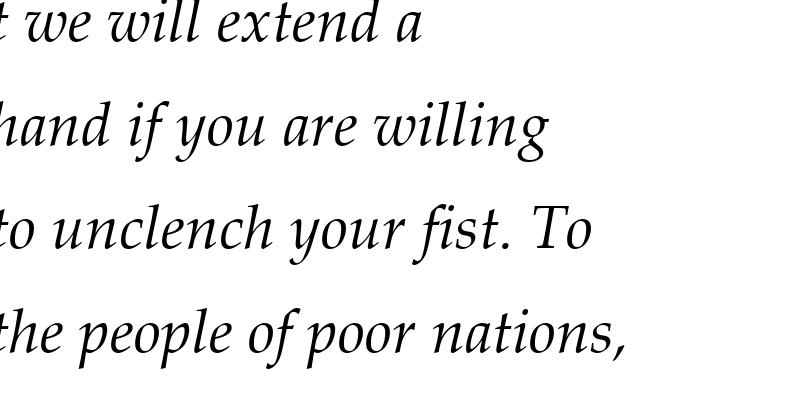 we will extend a
hand if you are willing
to unclench your fist. To
the people of poor nations,